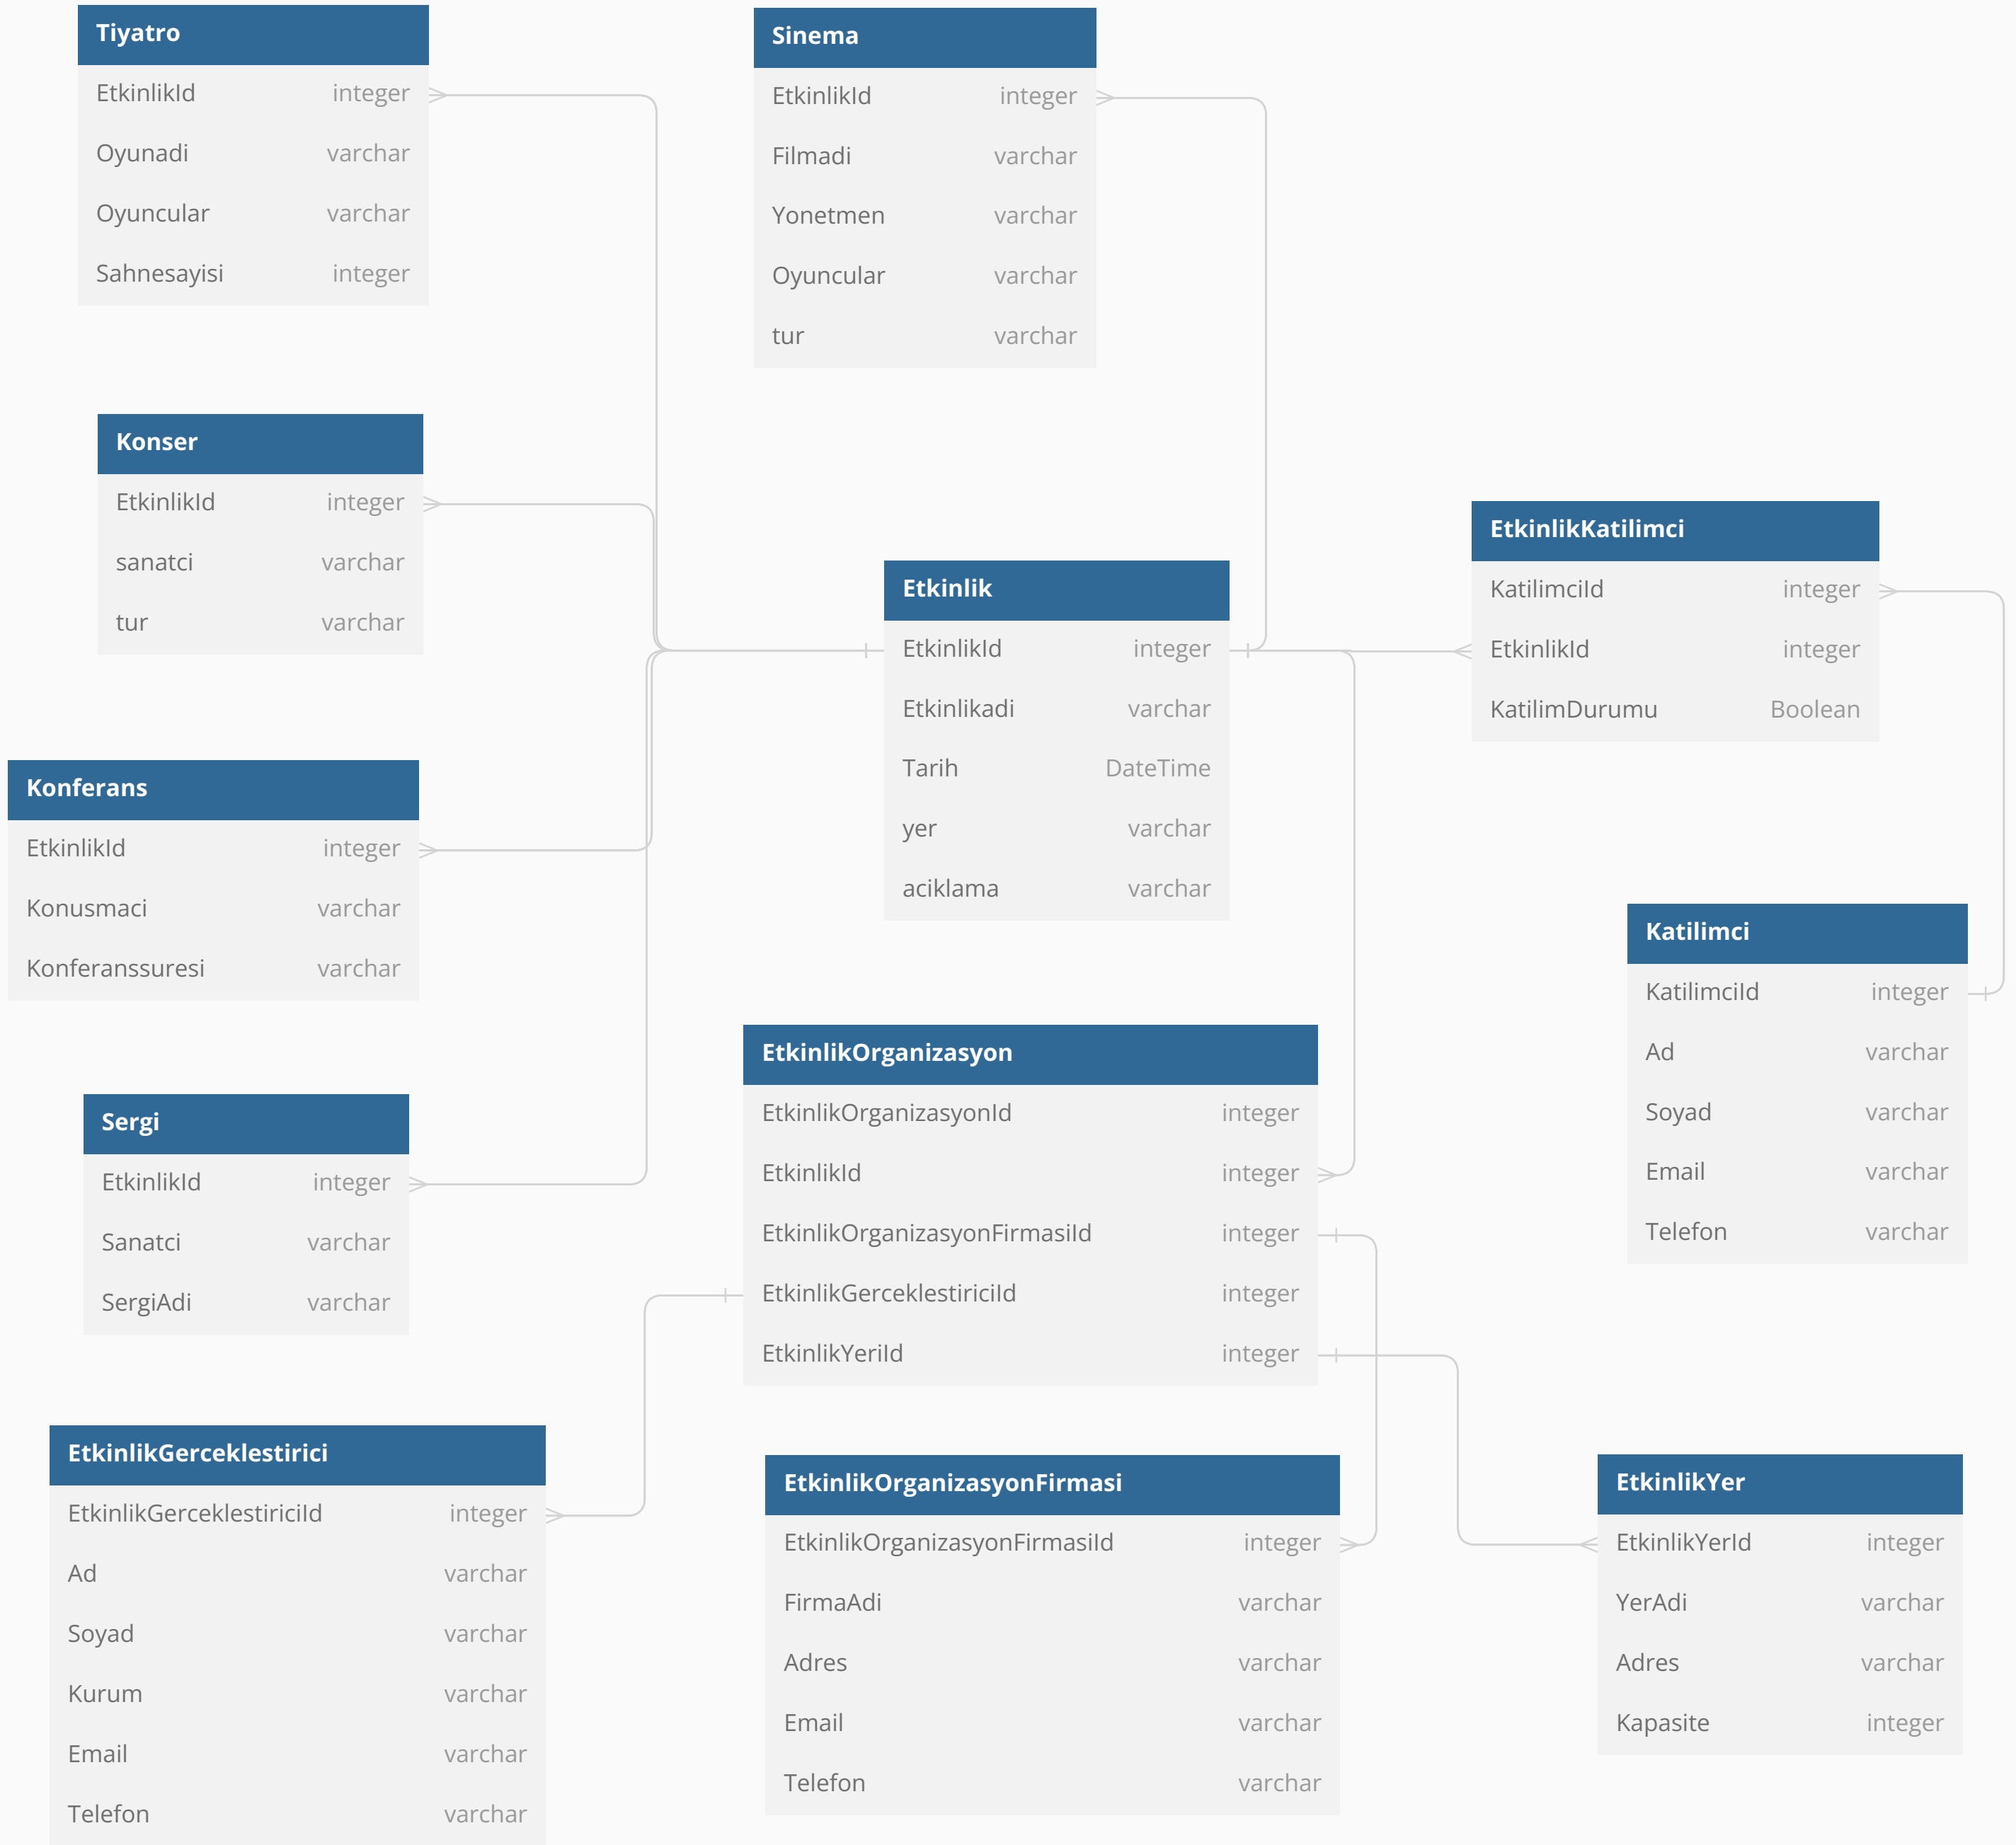 Tiyatro
EtkinlikId integer
Oyunadi varchar
Oyuncular varchar
Sahnesayisi integer
Sinema
EtkinlikId integer
Filmadi varchar
Yonetmen varchar
Oyuncular varchar
tur varchar
Konser
EtkinlikId integer
sanatci varchar
tur varchar
Etkinlik
EtkinlikId integer
Etkinlikadi varchar
Tarih DateTime
yer varchar
aciklama varchar
EtkinlikKatilimci
KatilimciId integer
EtkinlikId integer
KatilimDurumu Boolean
Konferans
EtkinlikId integer
Konusmaci varchar
Konferanssuresi varchar
Katilimci
KatilimciId integer
Ad varchar
Soyad varchar
Email varchar
Telefon varchar
EtkinlikOrganizasyon
EtkinlikOrganizasyonId integer
EtkinlikId integer
EtkinlikOrganizasyonFirmasiId integer
EtkinlikGerceklestiriciId integer
EtkinlikYeriId integer
Sergi
EtkinlikId integer
Sanatci varchar
SergiAdi varchar
EtkinlikGerceklestirici
EtkinlikGerceklestiriciId integer
Ad varchar
Soyad varchar
Kurum varchar
Email varchar
Telefon varchar
EtkinlikOrganizasyonFirmasi
EtkinlikOrganizasyonFirmasiId integer
FirmaAdi varchar
Adres varchar
Email varchar
Telefon varchar
EtkinlikYer
EtkinlikYerId integer
YerAdi varchar
Adres varchar
Kapasite integer